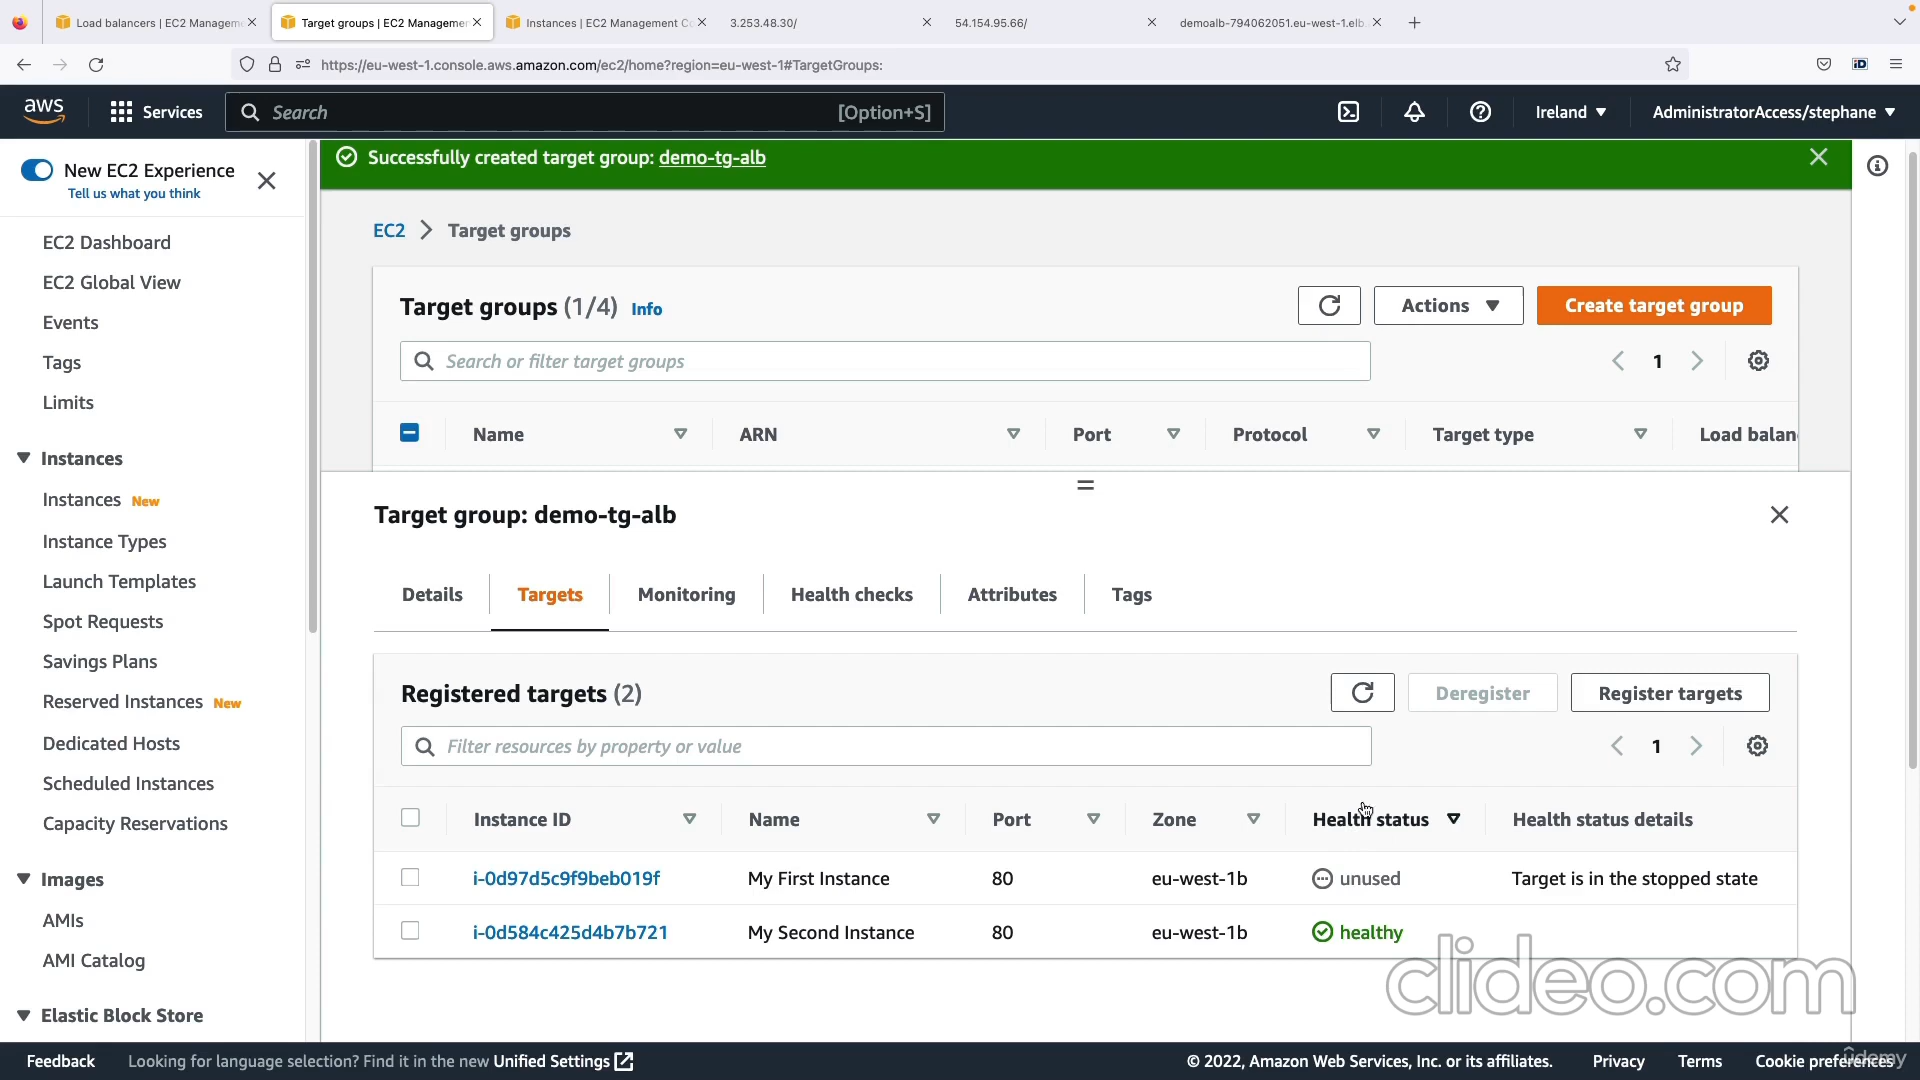 Load balancers | EC2 Managem
Target groups | EC2 Managemen
Instances | EC2 Management Co
3.253.48.30/
54.154.95.66/
demoalb-794062051.eu-west-1.elb.
https://eu-west-1.console.aws.amazon.com/ec2/home?region=eu-west-1#TargetGroups:
aws
Services
Search
[Option+S]
Ireland
AdministratorAccess/stephane
New EC2 Experience
Tell us what you think
EC2 Dashboard
EC2 Global View
Events
Tags
Limits
Instances
Instances New
Instance Types
Launch Templates
Spot Requests
Savings Plans
Reserved Instances New
Dedicated Hosts
Scheduled Instances
Capacity Reservations
Images
AMIs
AMI Catalog
Elastic Block Store
Successfully created target group: demo-tg-alb
EC2 > Target groups
Target groups (1/4) Info
Actions
Create target group
Search or filter target groups
1
Name ARN Port Protocol Target type Load balan
Target group: demo-tg-alb
Details Targets Monitoring Health checks Attributes Tags
Registered targets (2)
Deregister
Register targets
Filter resources by property or value
1
Instance ID Name Port Zone Health status Health status details
i-0d97d5c9f9beb019f My First Instance 80 eu-west-1b unused Target is in the stopped state
i-0d584c425d4b7b721 My Second Instance 80 eu-west-1b healthy
clideo.com
Feedback Looking for language selection? Find it in the new Unified Settings
© 2022, Amazon Web Services, Inc. or its affiliates. Privacy Terms Cookie preferences
udemy